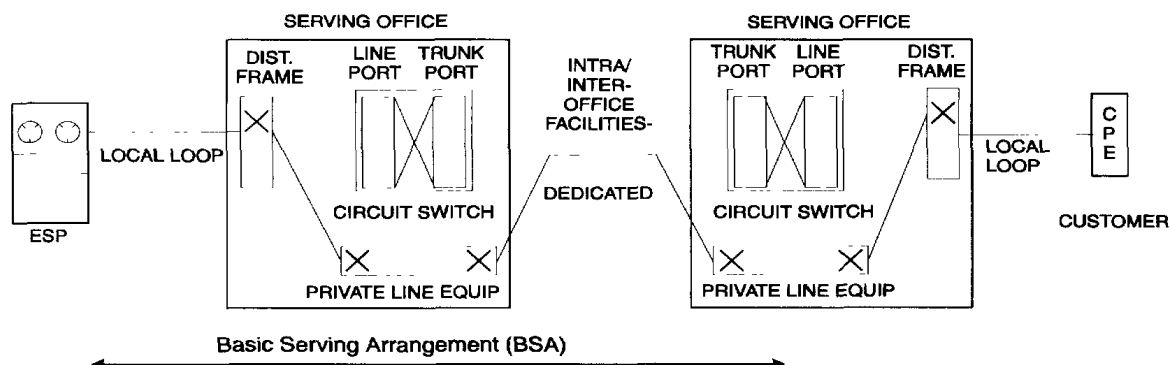 SERVING OFFICE
SERVING OFFICE
DIST.
FRAME
LINE
PORT
TRUNK
PORT
INTRA/
INTER-
OFFICE
FACILITIES-
DEDICATED
TRUNK
PORT
LINE
PORT
DIST.
FRAME
LOCAL LOOP
LOCAL
LOOP
C
P
E
CIRCUIT SWITCH
CIRCUIT SWITCH
ESP
CUSTOMER
PRIVATE LINE EQUIP
PRIVATE LINE EQUIP
Basic Serving Arrangement (BSA)